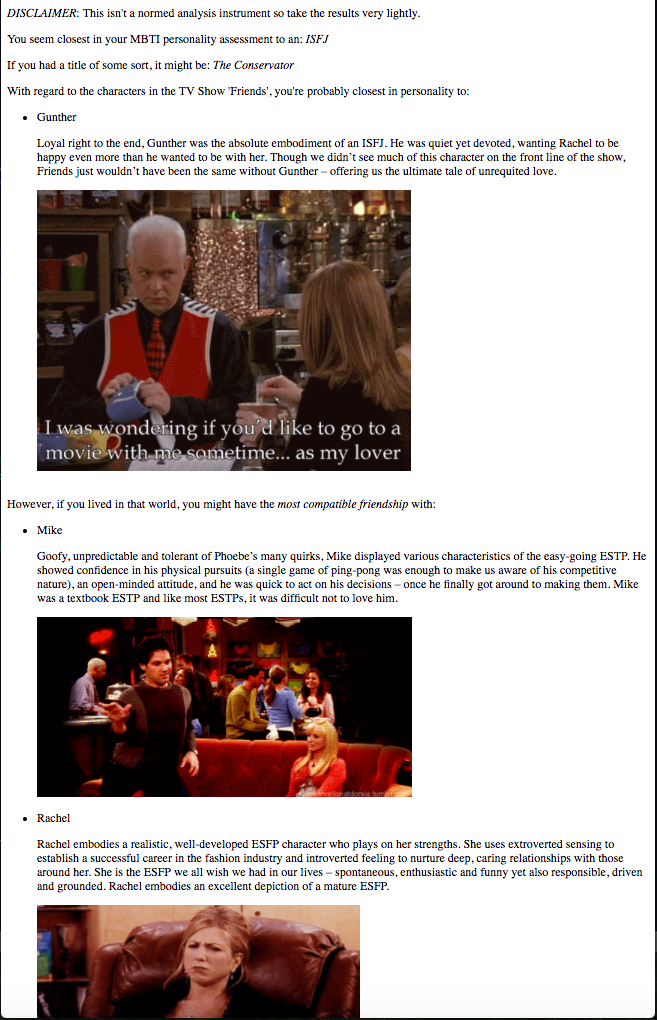 DISCLAIMER: This isn't a normed analysis instrument so take the results very lightly.
You seem closest in your MBTI personality assessment to an: ISFJ
If you had a title of some sort, it might be: The Conservator
With regard to the characters in the TV Show 'Friends', you're probably closest in personality to:
• Gunther
Loyal right to the end, Gunther was the absolute embodiment of an ISFJ. He was quiet yet devoted, wanting Rachel to be
happy even more than he wanted to be with her. Though we didn’t see much of this character on the front line of the show,
Friends just wouldn’t have been the same without Gunther – offering us the ultimate tale of unrequited love.
I was wondering if you'd like to go to a
movie with me sometime... as my lover
However, if you lived in that world, you might have the most compatible friendship with:
• Mike
Goofy, unpredictable and tolerant of Phoebe’s many quirks, Mike displayed various characteristics of the easy-going ESTP. He
showed confidence in his physical pursuits (a single game of ping-pong was enough to make us aware of his competitive
nature), an open-minded attitude, and he was quick to act on his decisions – once he finally got around to making them. Mike
was a textbook ESTP and like most ESTPs, it was difficult not to love him.
• Rachel
Rachel embodies a realistic, well-developed ESFP character who plays on her strengths. She uses extroverted sensing to
establish a successful career in the fashion industry and introverted feeling to nurture deep, caring relationships with those
around her. She is the ESFP we all wish we had in our lives – spontaneous, enthusiastic and funny yet also responsible, driven
and grounded. Rachel embodies an excellent depiction of a mature ESFP.